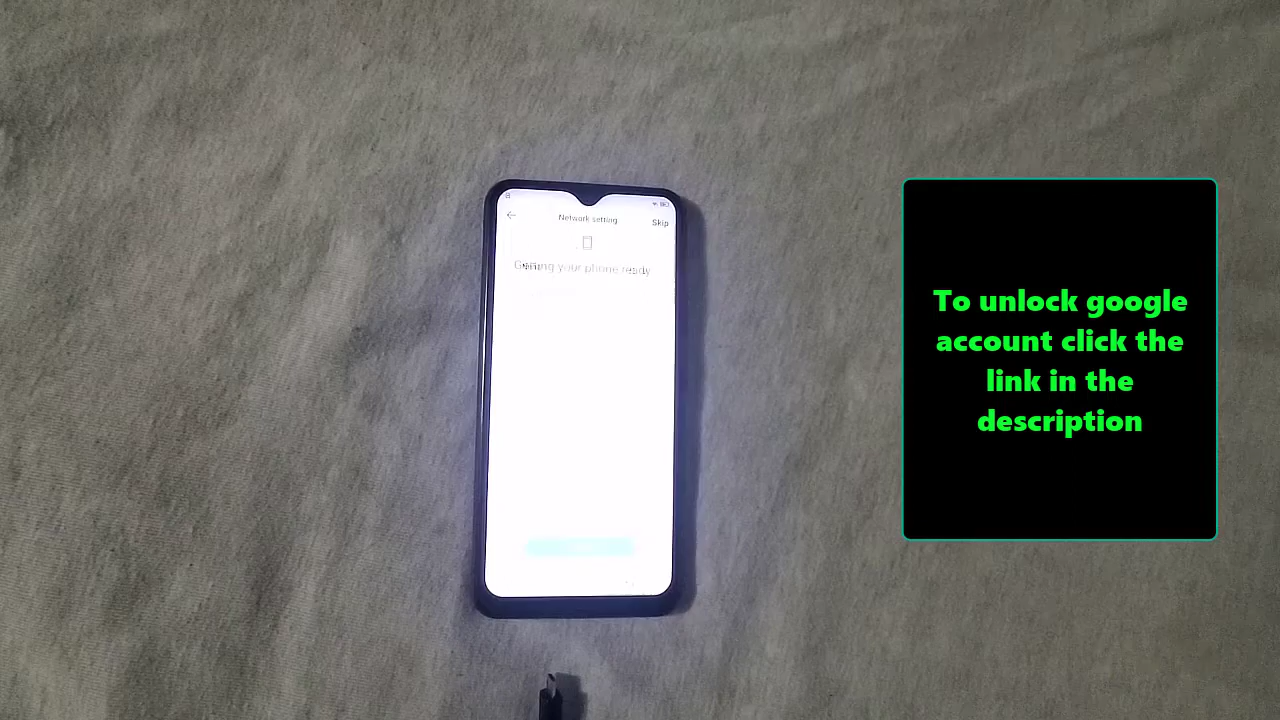 Network setting
Skip
Getting your phone ready
To unlock google
account click the
link in the
description